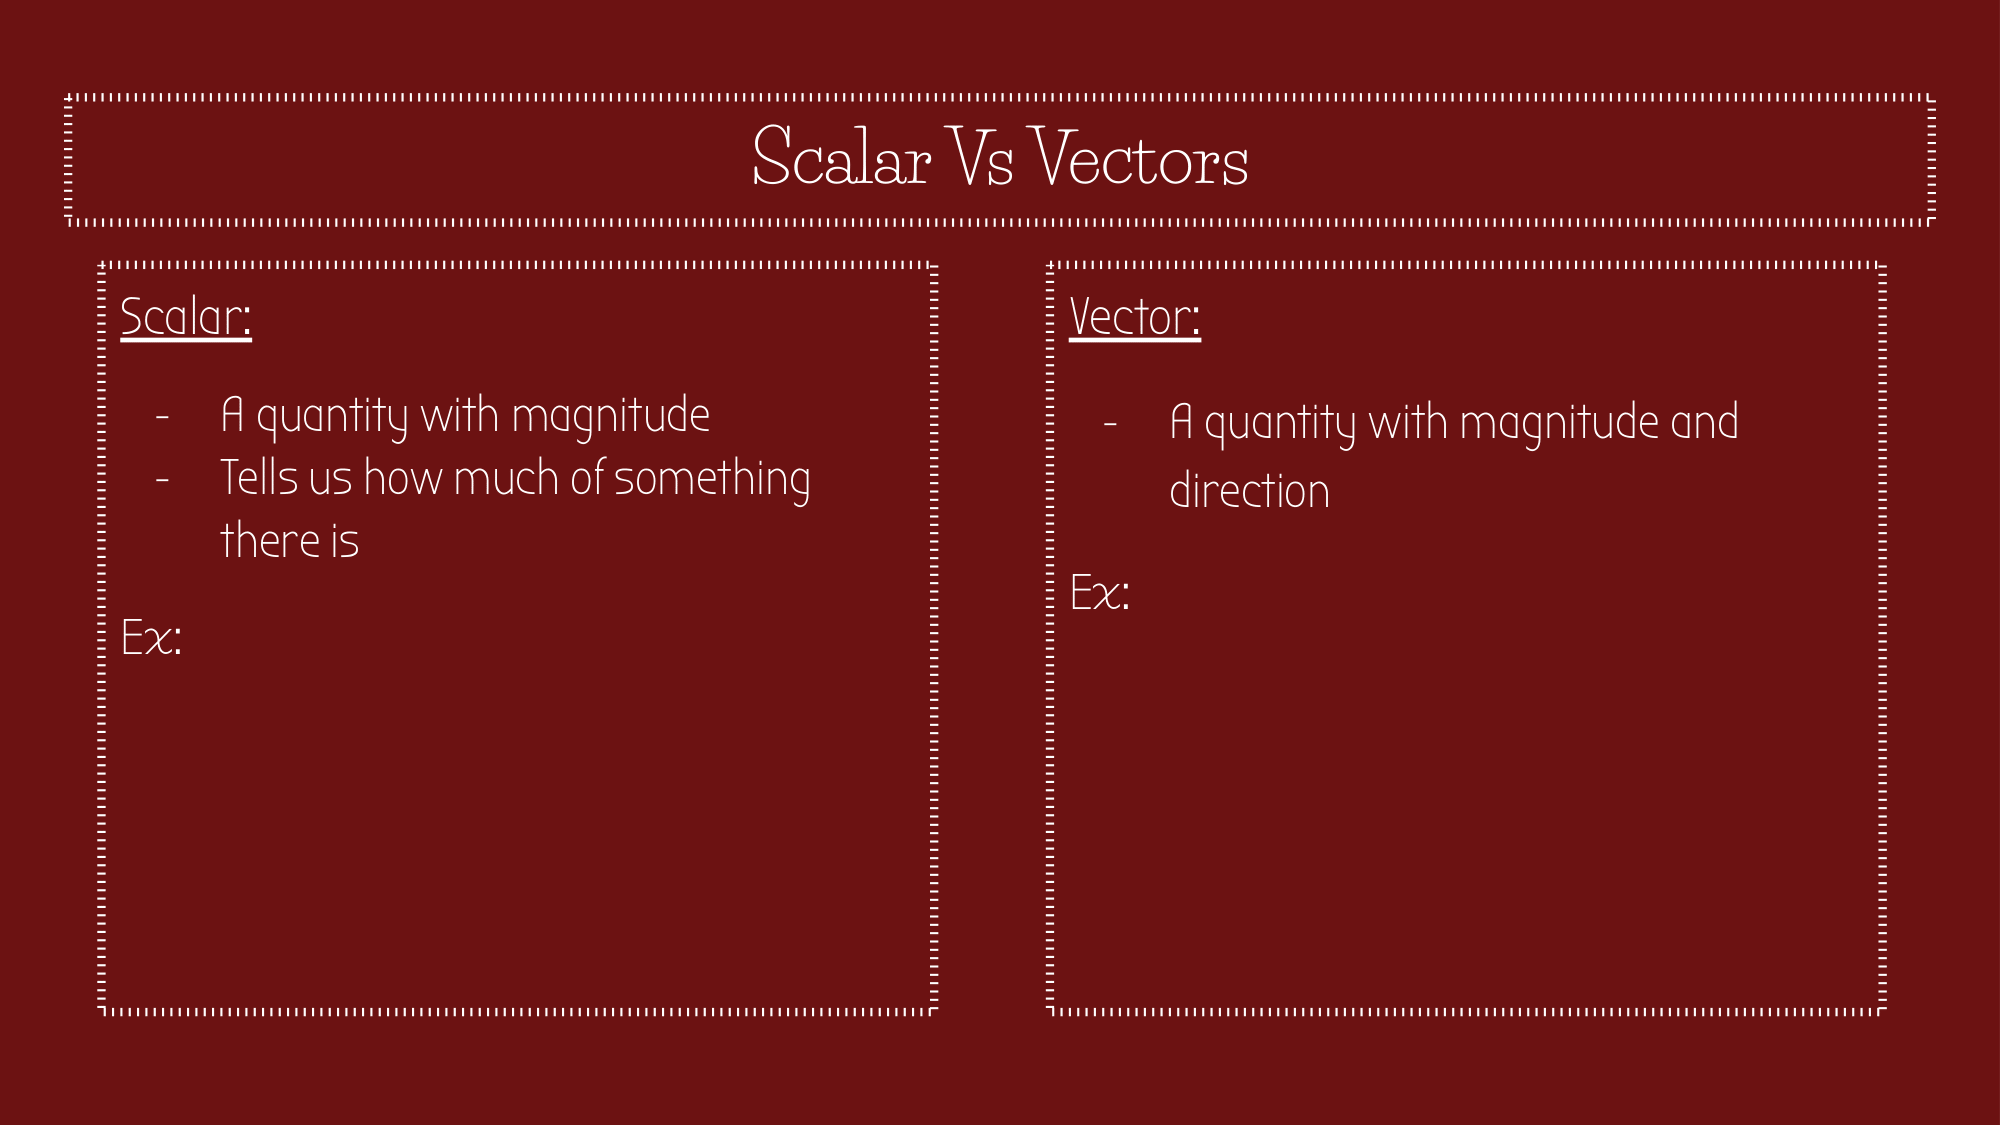 Scalar Vs Vectors
Scalar:
- A quantity with magnitude
- Tells us how much of something
there is
Ex:
Vector:
- A quantity with magnitude and
direction
Ex: